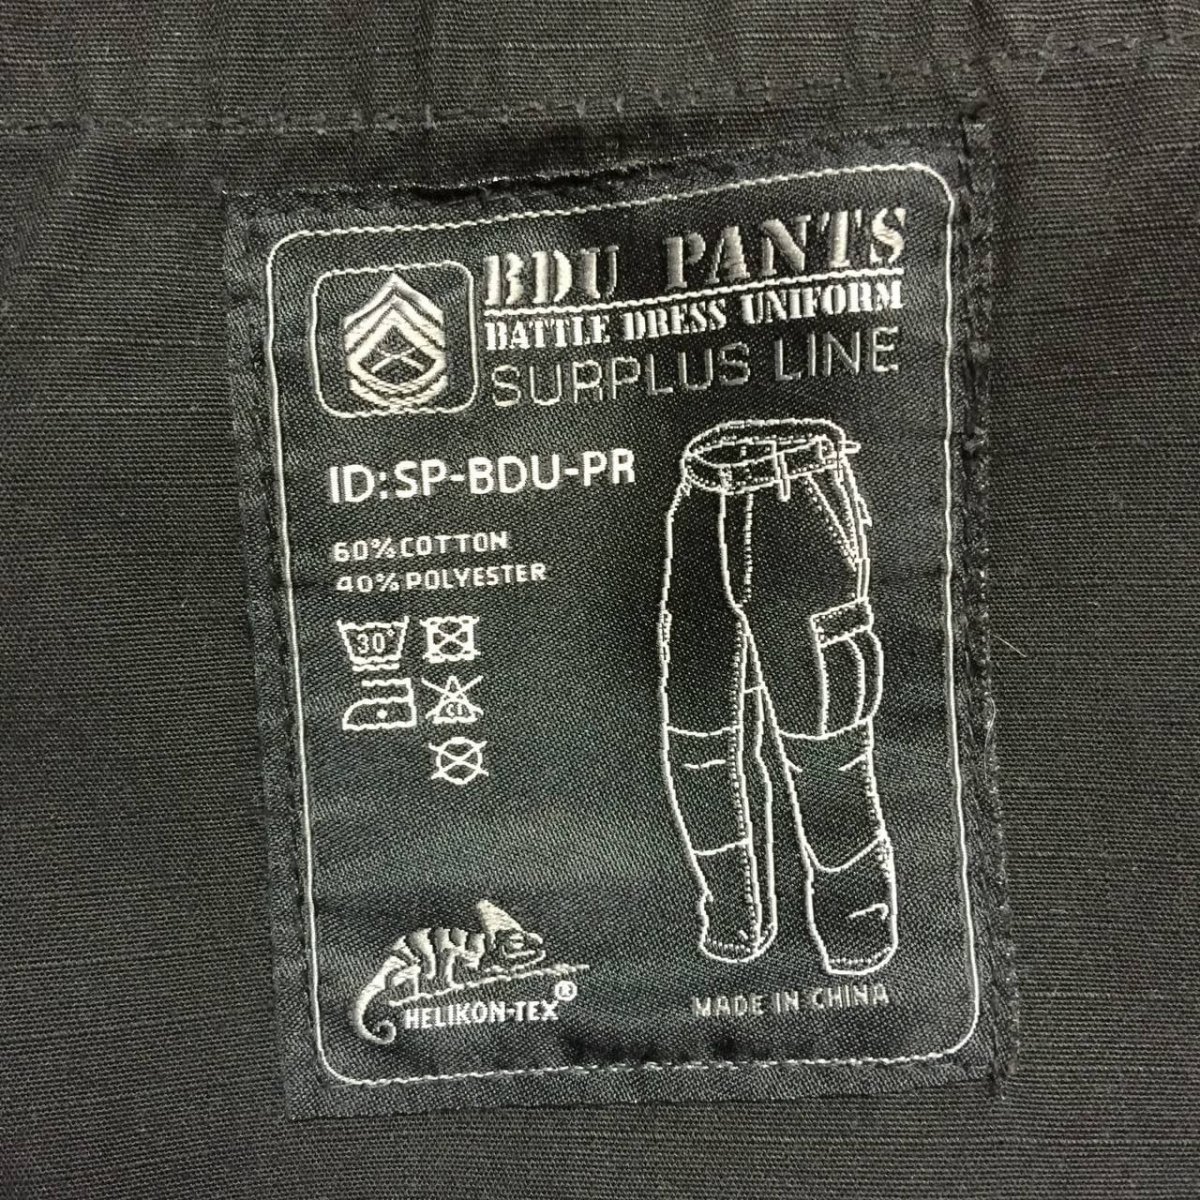 BDU PANTS
BATTLE DRESS UNIFORM
SURPLUS LINE
ID:SP-BDU-PR
60% COTTON
40% POLYESTER
30°
CL
HELIKON-TEX®
MADE IN CHINA